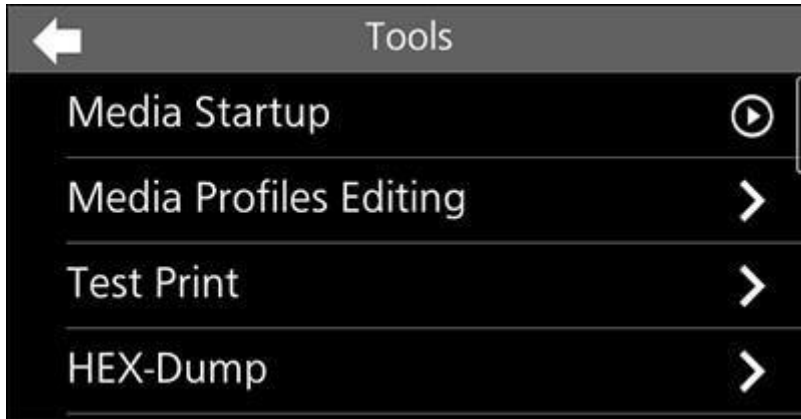 Tools
Media Startup
Media Profiles Editing
Test Print
HEX-Dump